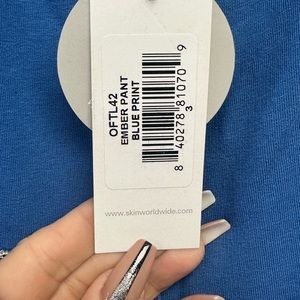 OFTL42
EMBER PANT
BLUE PRINT
8 40278 81070 9
3
www.skinworldwide.com